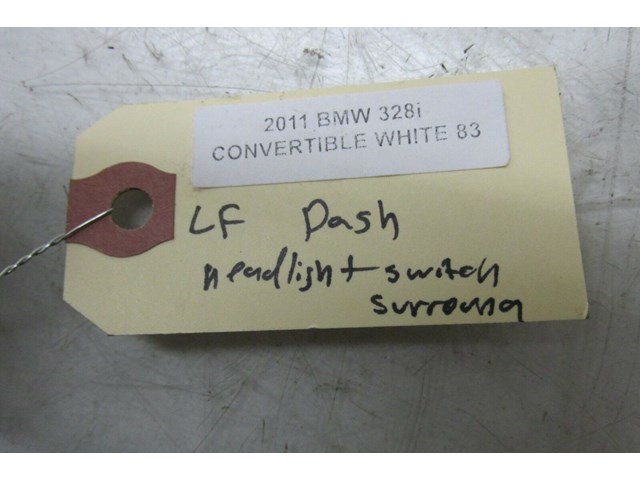 2011 BMW 328i
CONVERTIBLE WHITE 83
LF Dash
headlight switch
surround